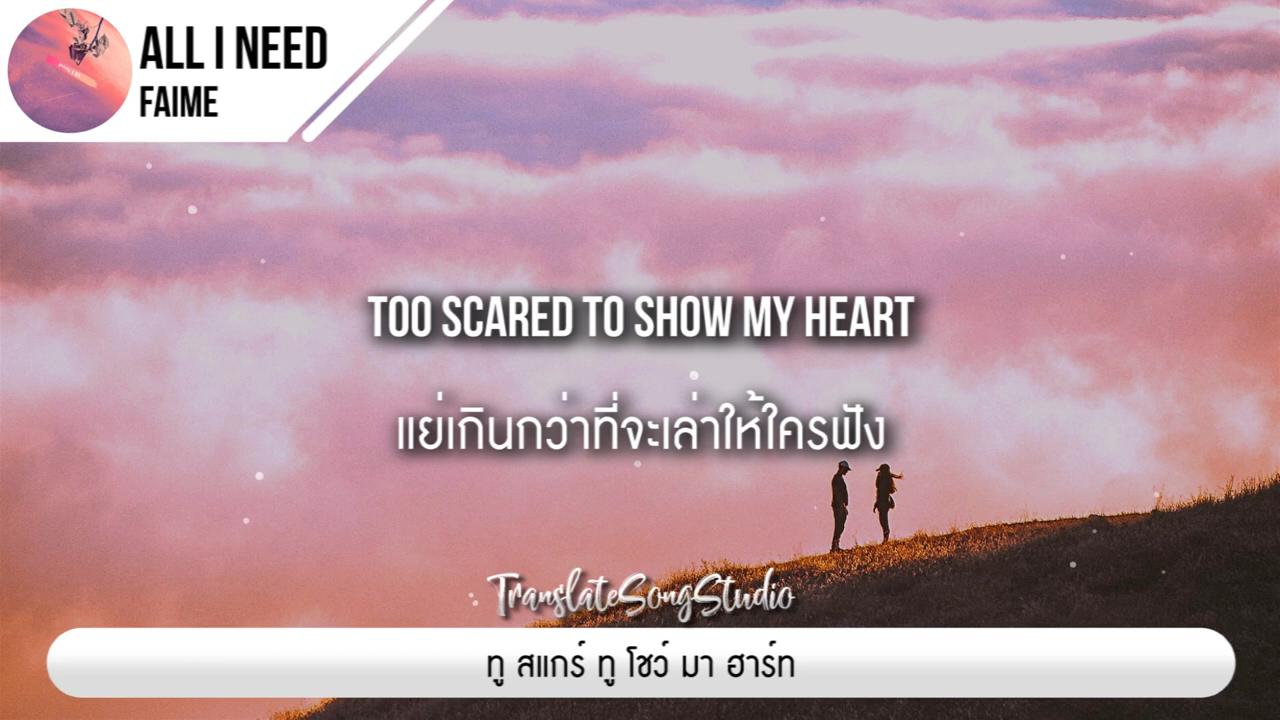 ALL I NEED
FAIME
TOO SCARED TO SHOW MY HEART
แย่เกินกว่าที่จะเล่าให้ใครฟัง
TranslateSongStudio
ทู สแกร์ ทู โชว์ มา ฮาร์ท